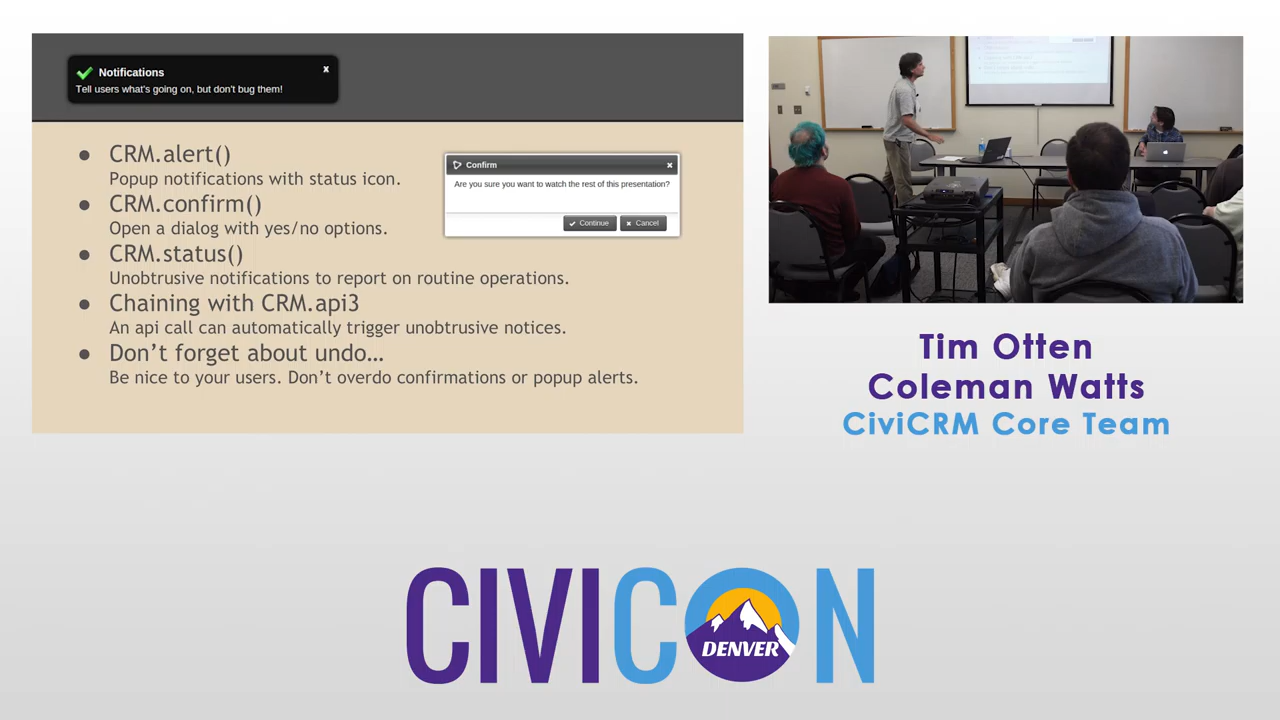 Notifications
x
Tell users what's going on, but don't bug them!
● CRM.alert()
Popup notifications with status icon.
● CRM.confirm()
Open a dialog with yes/no options.
● CRM.status()
Unobtrusive notifications to report on routine operations.
● Chaining with CRM.api3
An api call can automatically trigger unobtrusive notices.
● Don’t forget about undo…
Be nice to your users. Don’t overdo confirmations or popup alerts.
Confirm
Are you sure you want to watch the rest of this presentation?
Continue
Cancel
Tim Otten
Coleman Watts
CiviCRM Core Team
CIVICON
DENVER